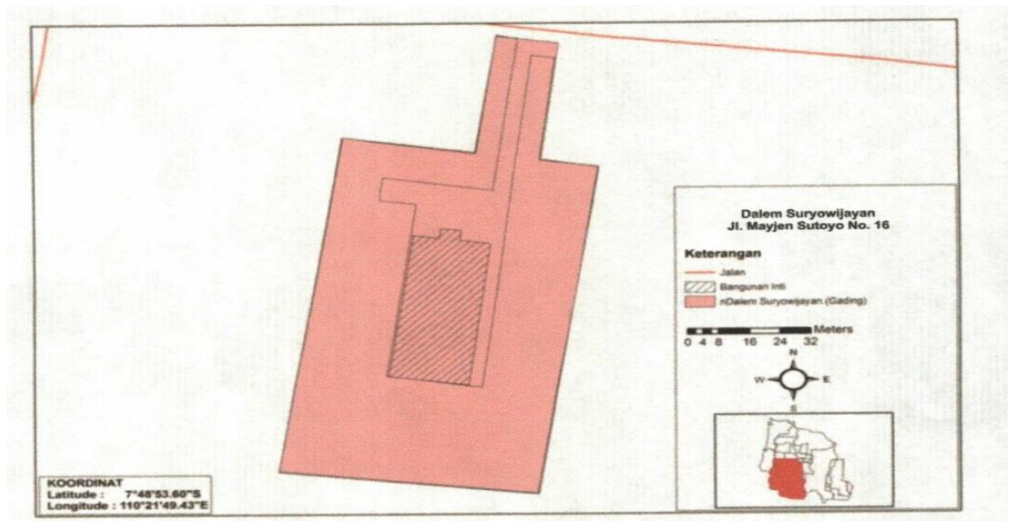 Dalem Suryowijayan
Jl. Mayjen Sutoyo No. 16
Keterangan
Jalan
Bangunan Inti
nDalem Suryowijayan (Gading)
Meters
0 4 8 16 24 32
N
W E
S
KOORDINAT
Latitude : 7°48'53.60"S
Longitude : 110°21'49.43"E